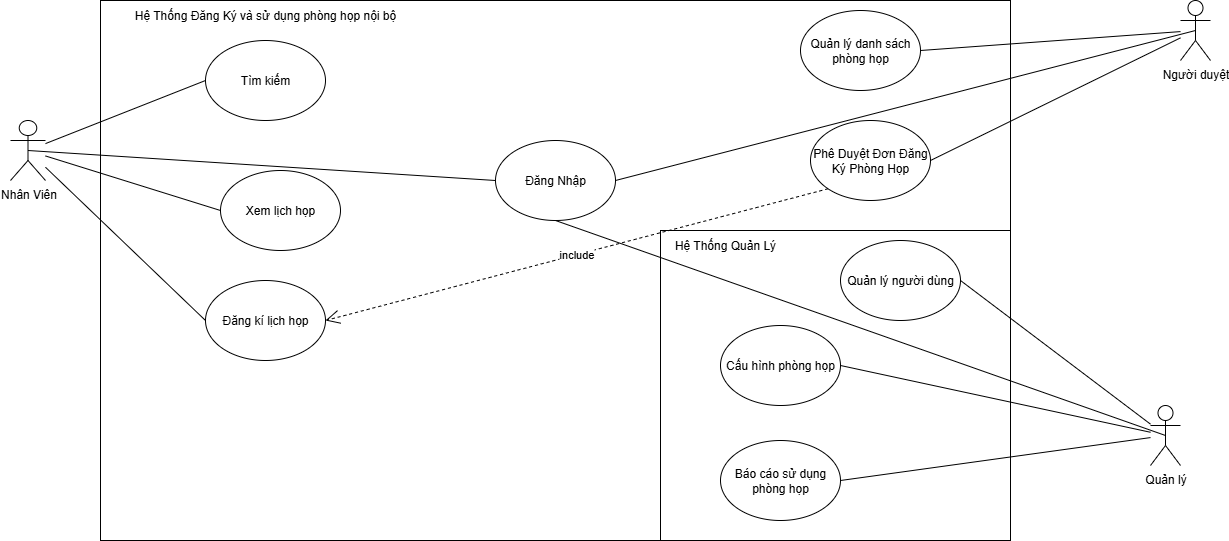 Hệ Thống Đăng Ký vả sử dụng phòng họp nội bộ
Tìm kiếm
Quản lý danh sách
phòng họp
Người duyệt
Nhân Viên
Đăng Nhập
Phê Duyệt Đơn Đăng
Ký Phòng Họp
Xem lịch họp
include
Hệ Thống Quản Lý
Quản lý người dùng
Đăng kí lịch họp
Cấu hình phòng họp
Báo cáo sử dụng
phòng họp
Quản lý